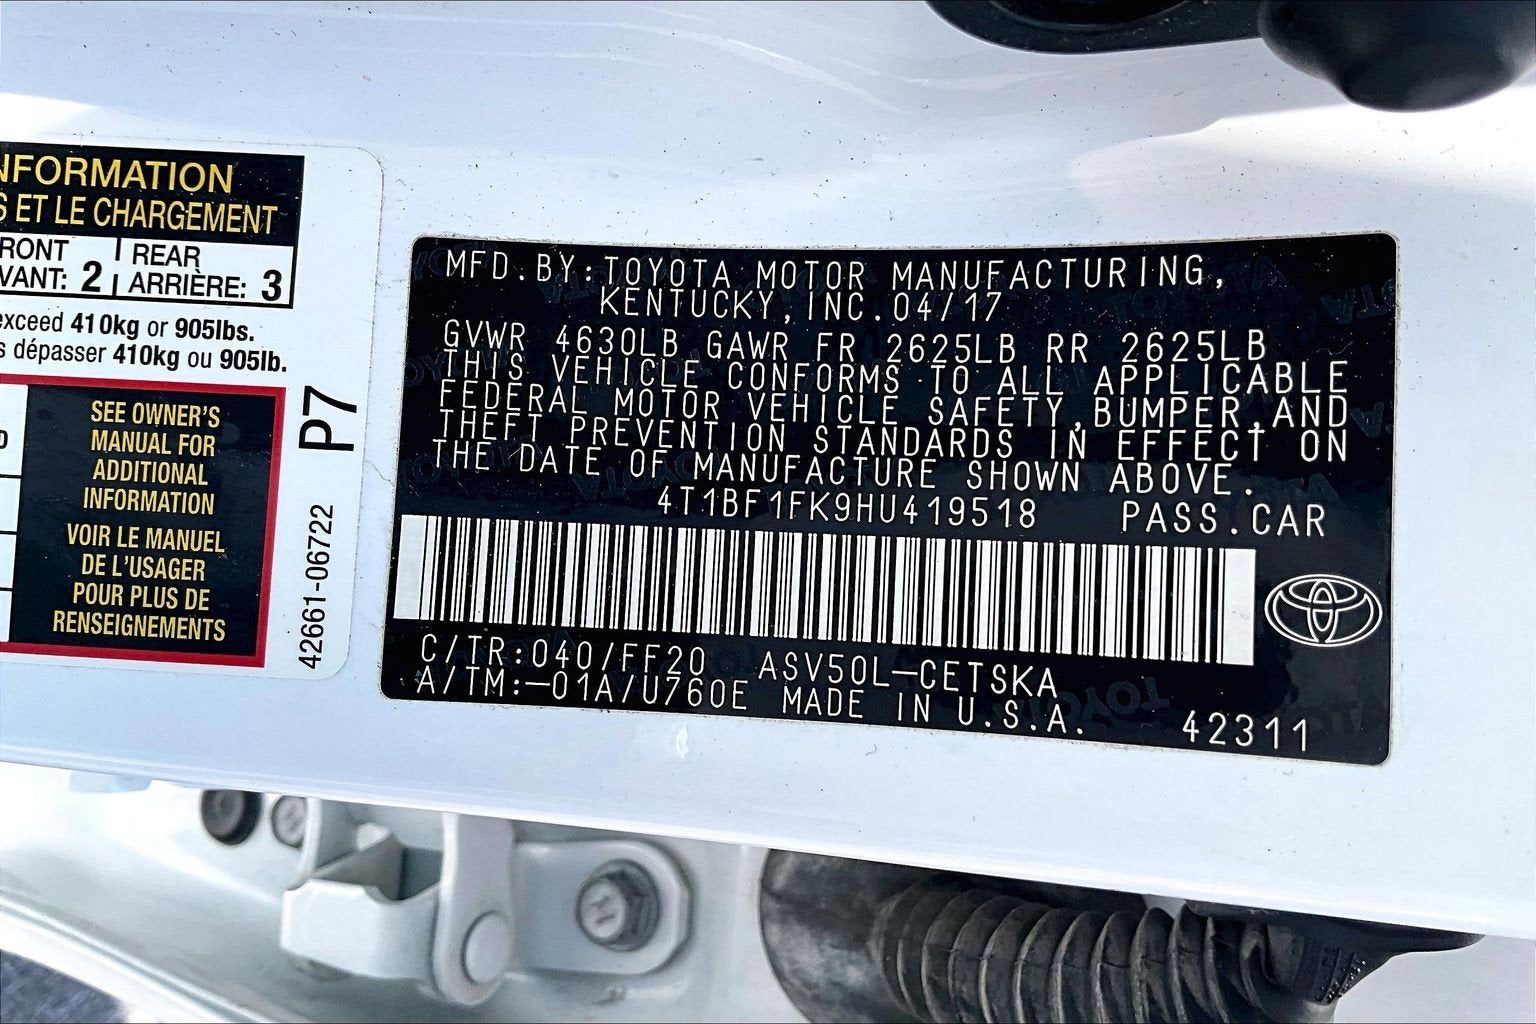 NFORMATION
S ET LE CHARGEMENT
RONT | REAR
VANT: 2 | ARRIÈRE: 3
exceed 410kg or 905lbs.
s dépasser 410kg ou 905lb.
SEE OWNER'S
MANUAL FOR
ADDITIONAL
INFORMATION
VOIR LE MANUEL
DE L'USAGER
POUR PLUS DE
RENSEIGNEMENTS
P7
42661-06722
MFD.BY:TOYOTA MOTOR MANUFACTURING,
KENTUCKY,INC.04/17
GVWR 4630LB GAWR FR 2625LB RR 2625LB
THIS VEHICLE CONFORMS TO ALL APPLICABLE
FEDERAL MOTOR VEHICLE SAFETY,BUMPER,AND
THEFT PREVENTION STANDARDS IN EFFECT ON
THE DATE OF MANUFACTURE SHOWN ABOVE.
4T1BF1FK9HU419518 PASS.CAR
C/TR:040/FF20 ASV50L-CETSKA
A/TM:-01A/U760E MADE IN U.S.A. 42311